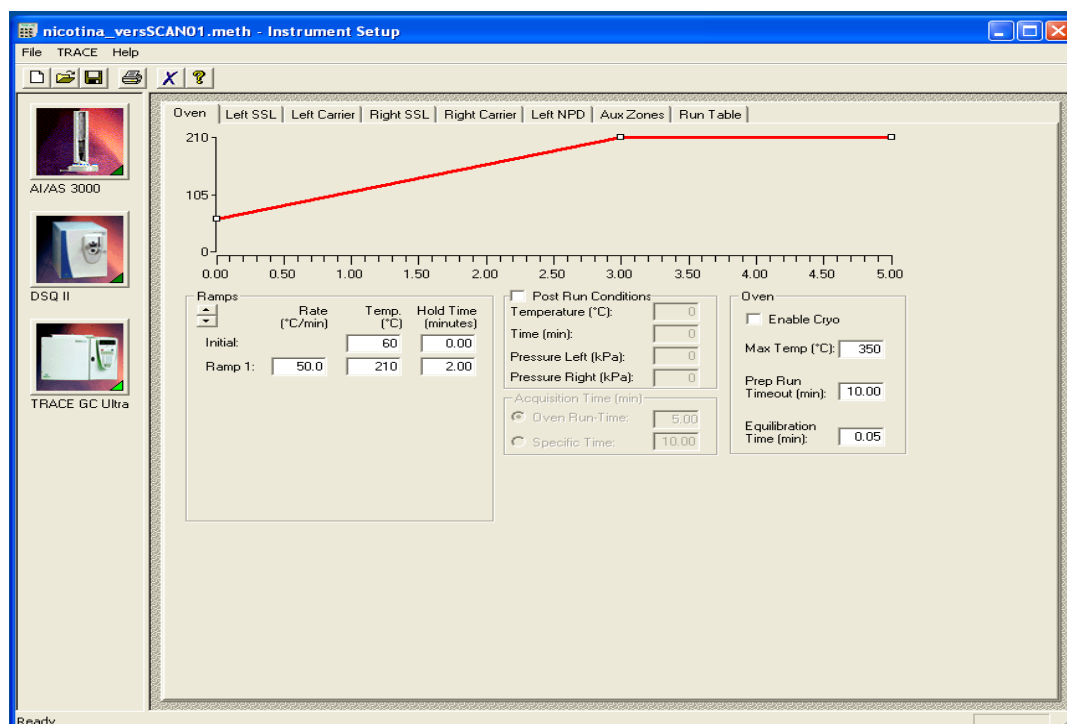 nicotina_versSCAN01.meth - Instrument Setup
File TRACE Help
AI/AS 3000
DSQ II
TRACE GC Ultra
Oven Left SSL Left Carrier Right SSL Right Carrier Left NPD Aux Zones Run Table
210
105
0
0.00 0.50 1.00 1.50 2.00 2.50 3.00 3.50 4.00 4.50 5.00
Ramps
Rate Temp. Hold Time
(°C/min) (°C) (minutes)
Initial: 60 0.00
Ramp 1: 50.0 210 2.00
Post Run Conditions
Temperature (°C): 0
Time (min): 0
Pressure Left (kPa): 0
Pressure Right (kPa): 0
Acquisition Time (min)
Oven Run-Time: 5.00
Specific Time: 10.00
Oven
Enable Cryo
Max Temp (°C): 350
Prep Run
Timeout (min): 10.00
Equilibration
Time (min): 0.05
Ready